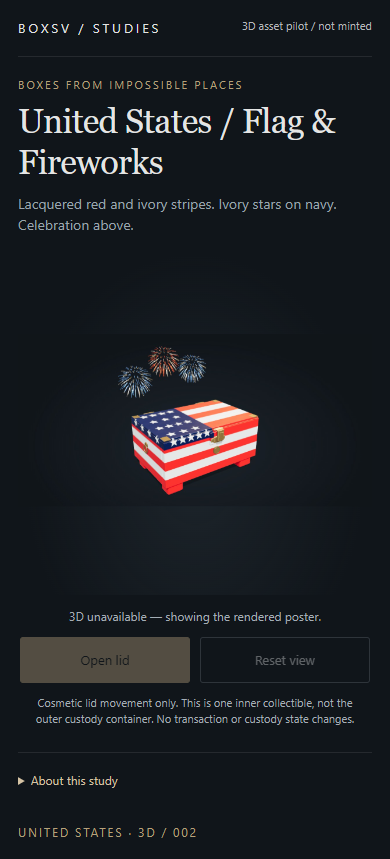 BOXSV / STUDIES
3D asset pilot / not minted
BOXES FROM IMPOSSIBLE PLACES
United States / Flag &
Fireworks
Lacquered red and ivory stripes. Ivory stars on navy.
Celebration above.
3D unavailable — showing the rendered poster.
Open lid
Reset view
Cosmetic lid movement only. This is one inner collectible, not the
outer custody container. No transaction or custody state changes.
About this study
UNITED STATES · 3D / 002